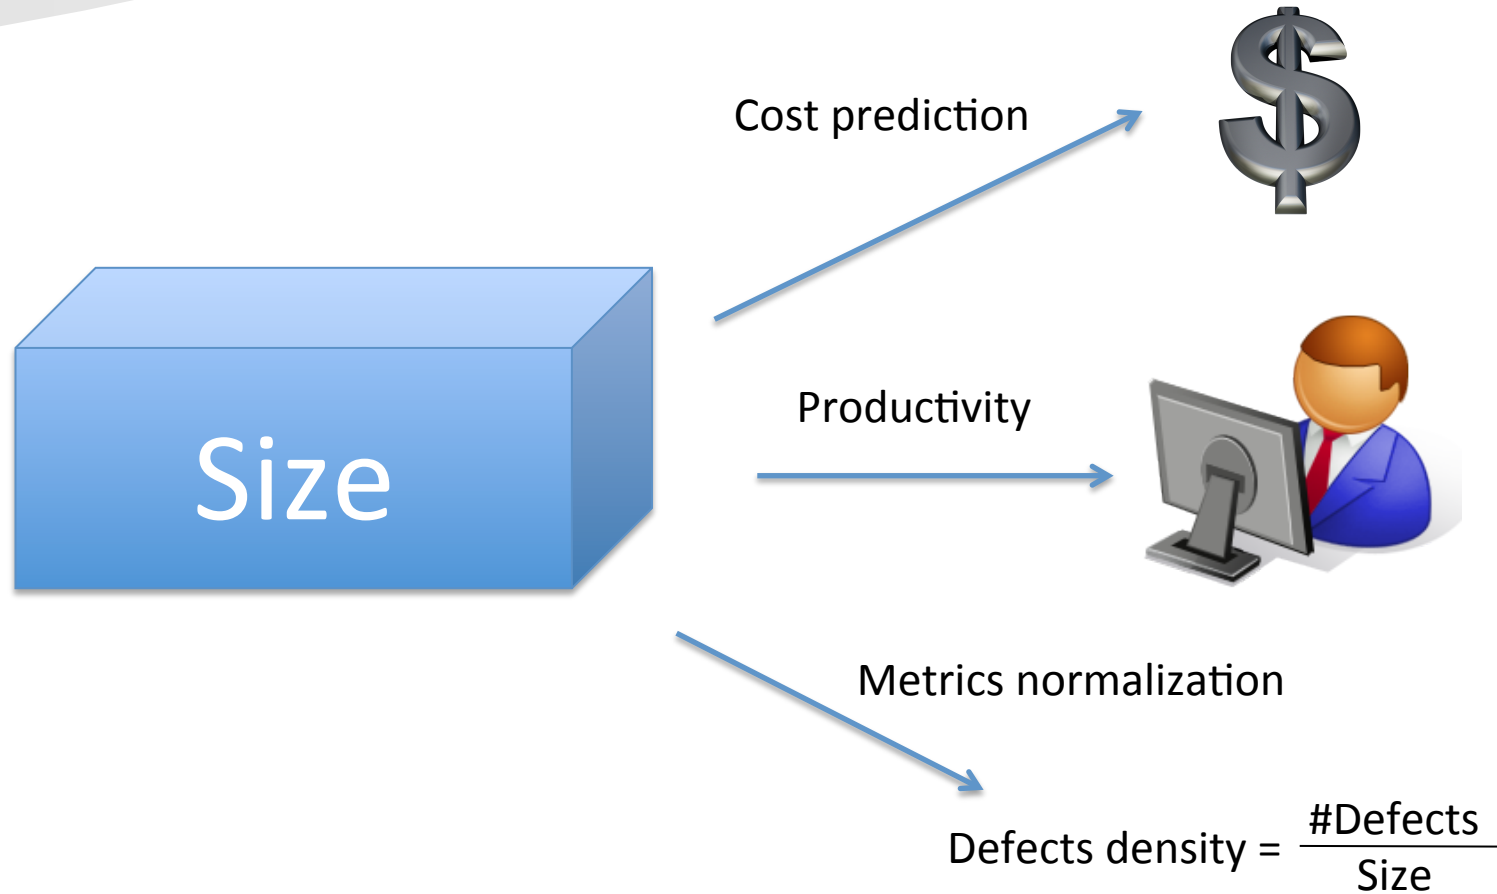 Cost prediction
Size
Productivity
Metrics normalization
Defects density = #Defects
Size